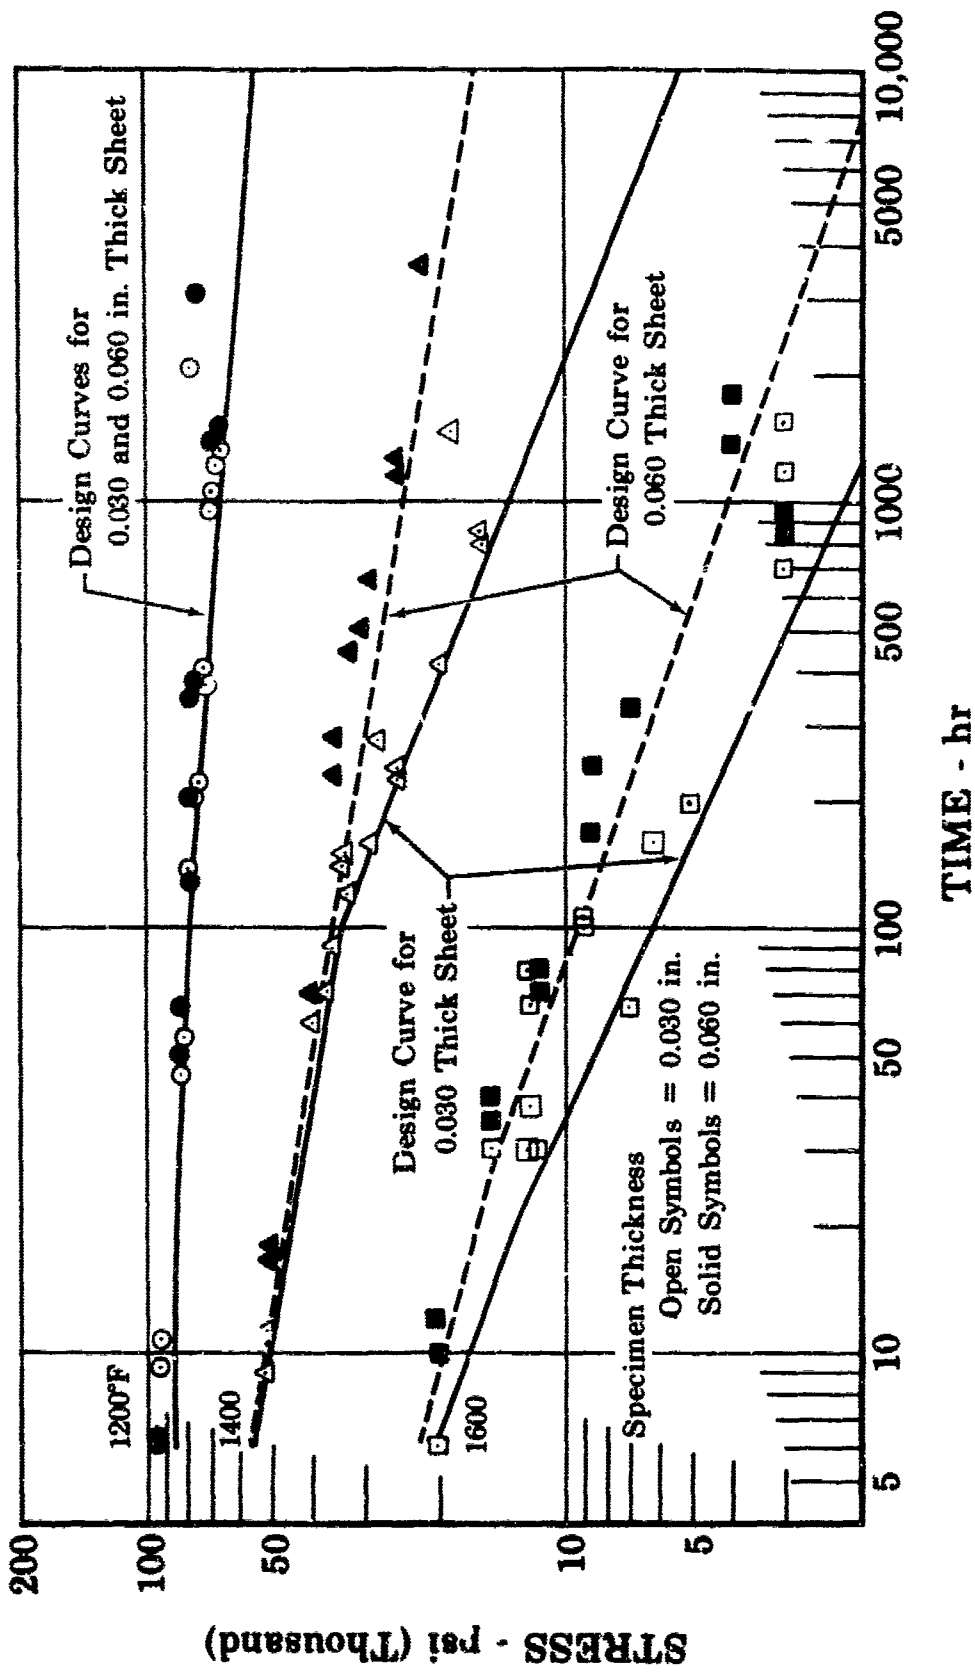 200
100
50
10
5
STRESS - psi (Thousand)
5
10
50
100
500
1000
5000
10,000
TIME - hr
1200°F
1400
1600
Design Curves for
0.030 and 0.060 in. Thick Sheet
Design Curve for
0.030 Thick Sheet
Design Curve for
0.060 Thick Sheet
Specimen Thickness
Open Symbols = 0.030 in.
Solid Symbols = 0.060 in.